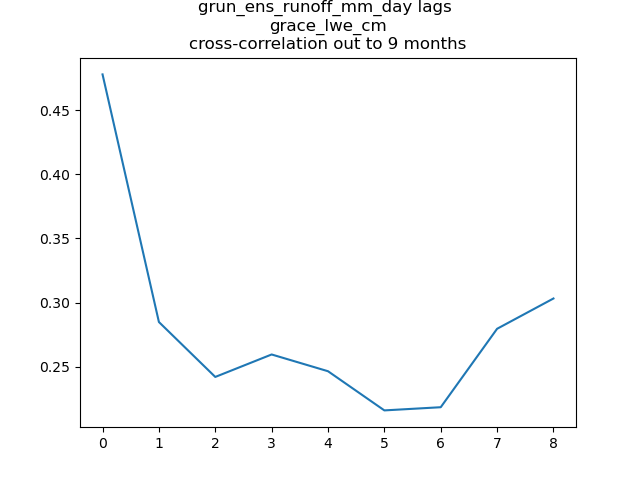 grun_ens_runoff_mm_day lags
grace_lwe_cm
cross-correlation out to 9 months
0.45
0.40
0.35
0.30
0.25
0 1 2 3 4 5 6 7 8